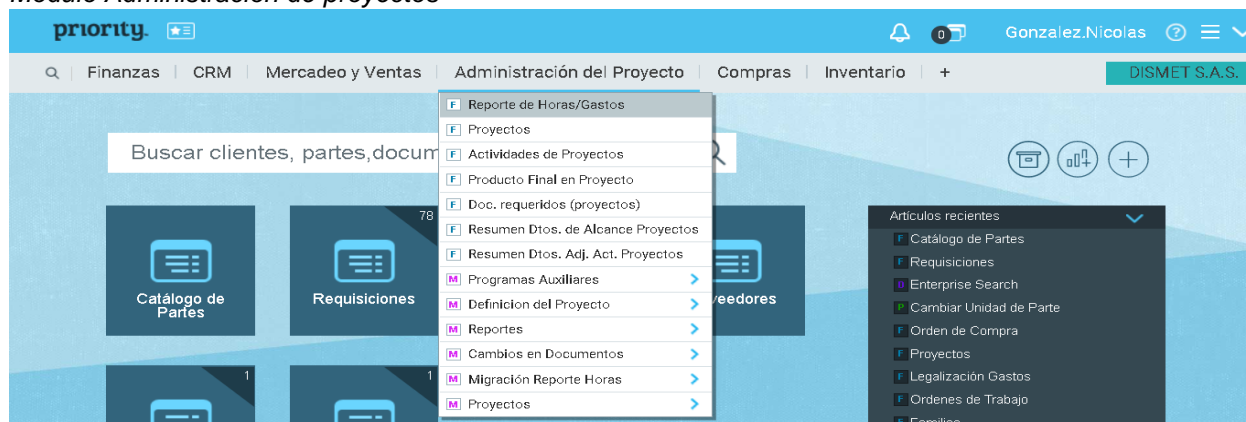 Módulo Administración de proyectos
priority.
0
Gonzalez.Nicolas
?
Finanzas
CRM
Mercadeo y Ventas
Administración del Proyecto
Compras
Inventario
+
DISMET S.A.S.
F Reporte de Horas/Gastos
F Proyectos
F Actividades de Proyectos
F Producto Final en Proyecto
F Doc. requeridos (proyectos)
F Resumen Dtos. de Alcance Proyectos
F Resumen Dtos. Adj. Act. Proyectos
M Programas Auxiliares
M Definicion del Proyecto
M Reportes
M Cambios en Documentos
M Migración Reporte Horas
M Proyectos
Buscar clientes, partes,docum
78
Catálogo de
Partes
Requisiciones
veedores
1
1
Artículos recientes
F Catálogo de Partes
F Requisiciones
Enterprise Search
P Cambiar Unidad de Parte
F Orden de Compra
F Proyectos
F Legalización Gastos
F Ordenes de Trabajo